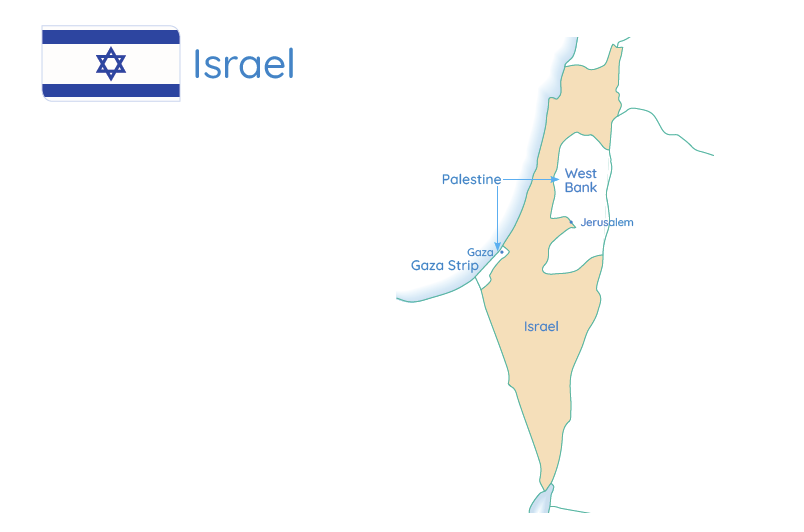 Israel
Palestine
West
Bank
Jerusalem
Gaza
Gaza Strip
Israel